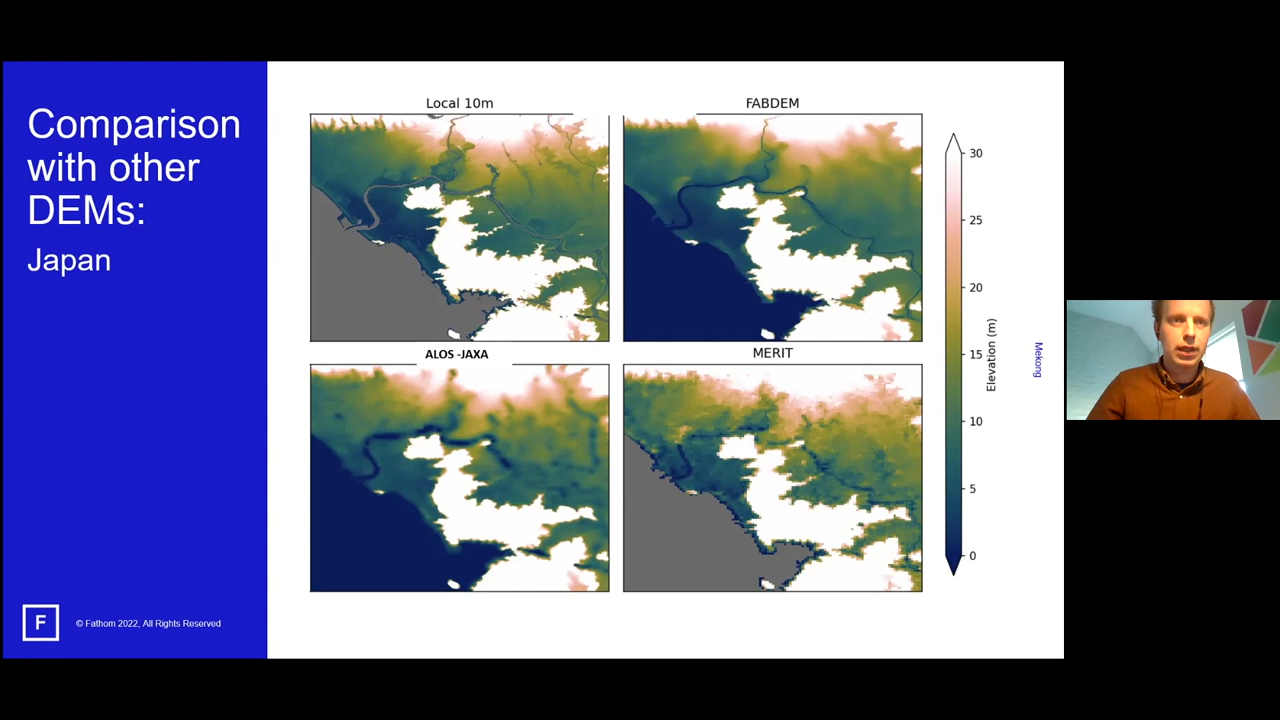 Comparison
with other
DEMs:
Japan
Local 10m
FABDEM
ALOS -JAXA
MERIT
30
25
20
15
10
5
0
Elevation (m)
Mekong
F
© Fathom 2022, All Rights Reserved